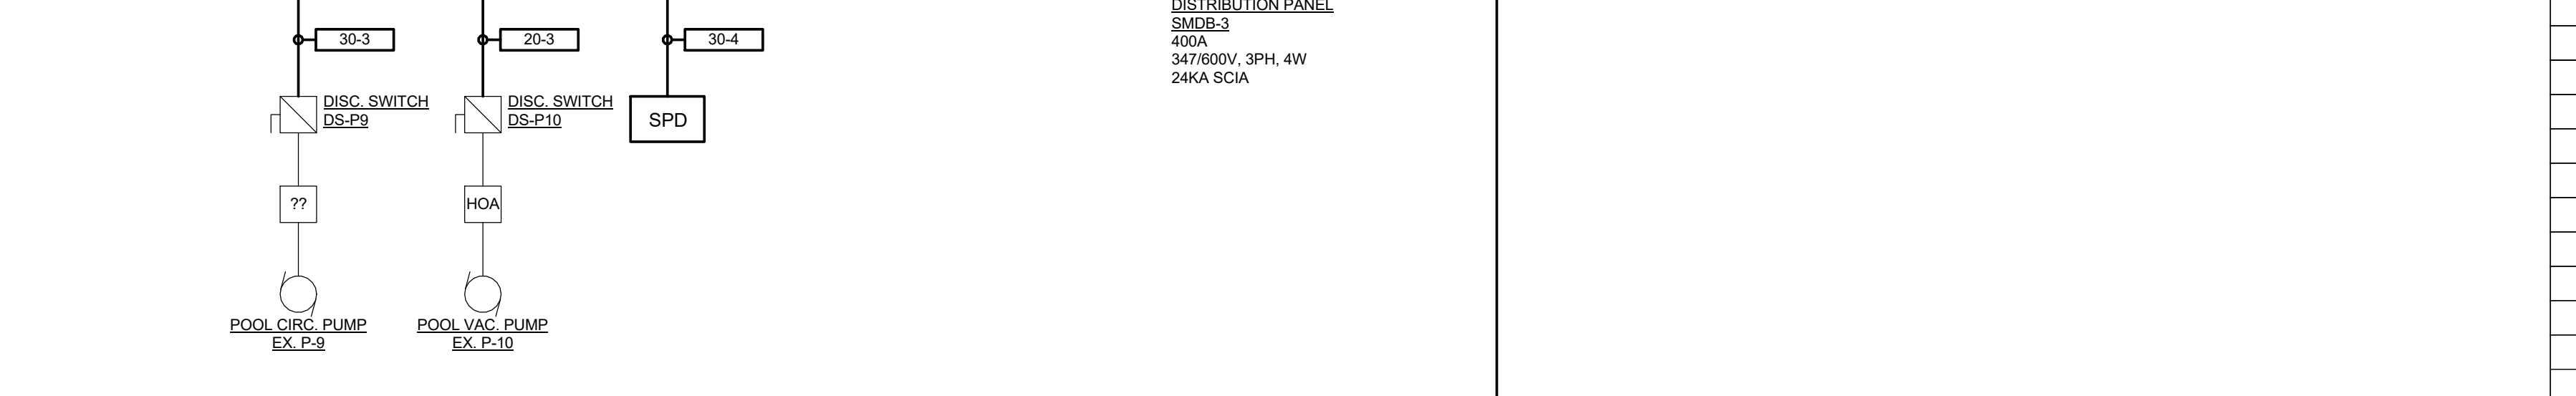 DISTRIBUTION PANEL
SMDB-3
400A
347/600V, 3PH, 4W
24KA SCIA
30-3
20-3
30-4
DISC. SWITCH
DS-P9
DISC. SWITCH
DS-P10
SPD
??
HOA
POOL CIRC. PUMP
EX. P-9
POOL VAC. PUMP
EX. P-10